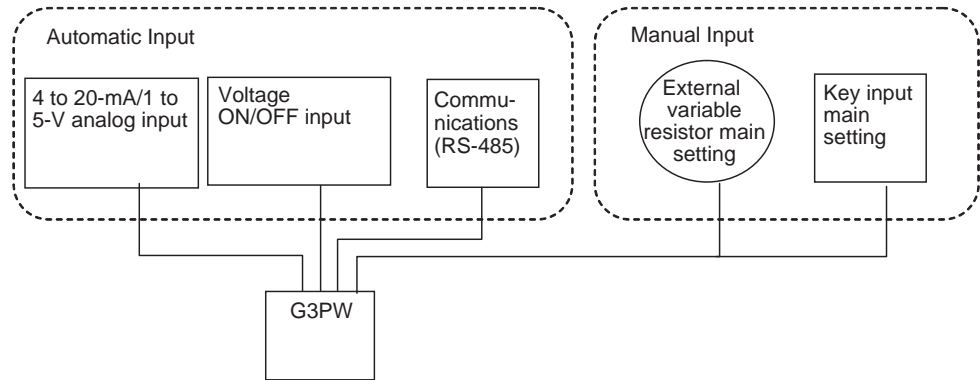 Automatic Input
4 to 20-mA/1 to
5-V analog input
Voltage
ON/OFF input
Commu-
nications
(RS-485)
Manual Input
External
variable
resistor main
setting
Key input
main
setting
G3PW